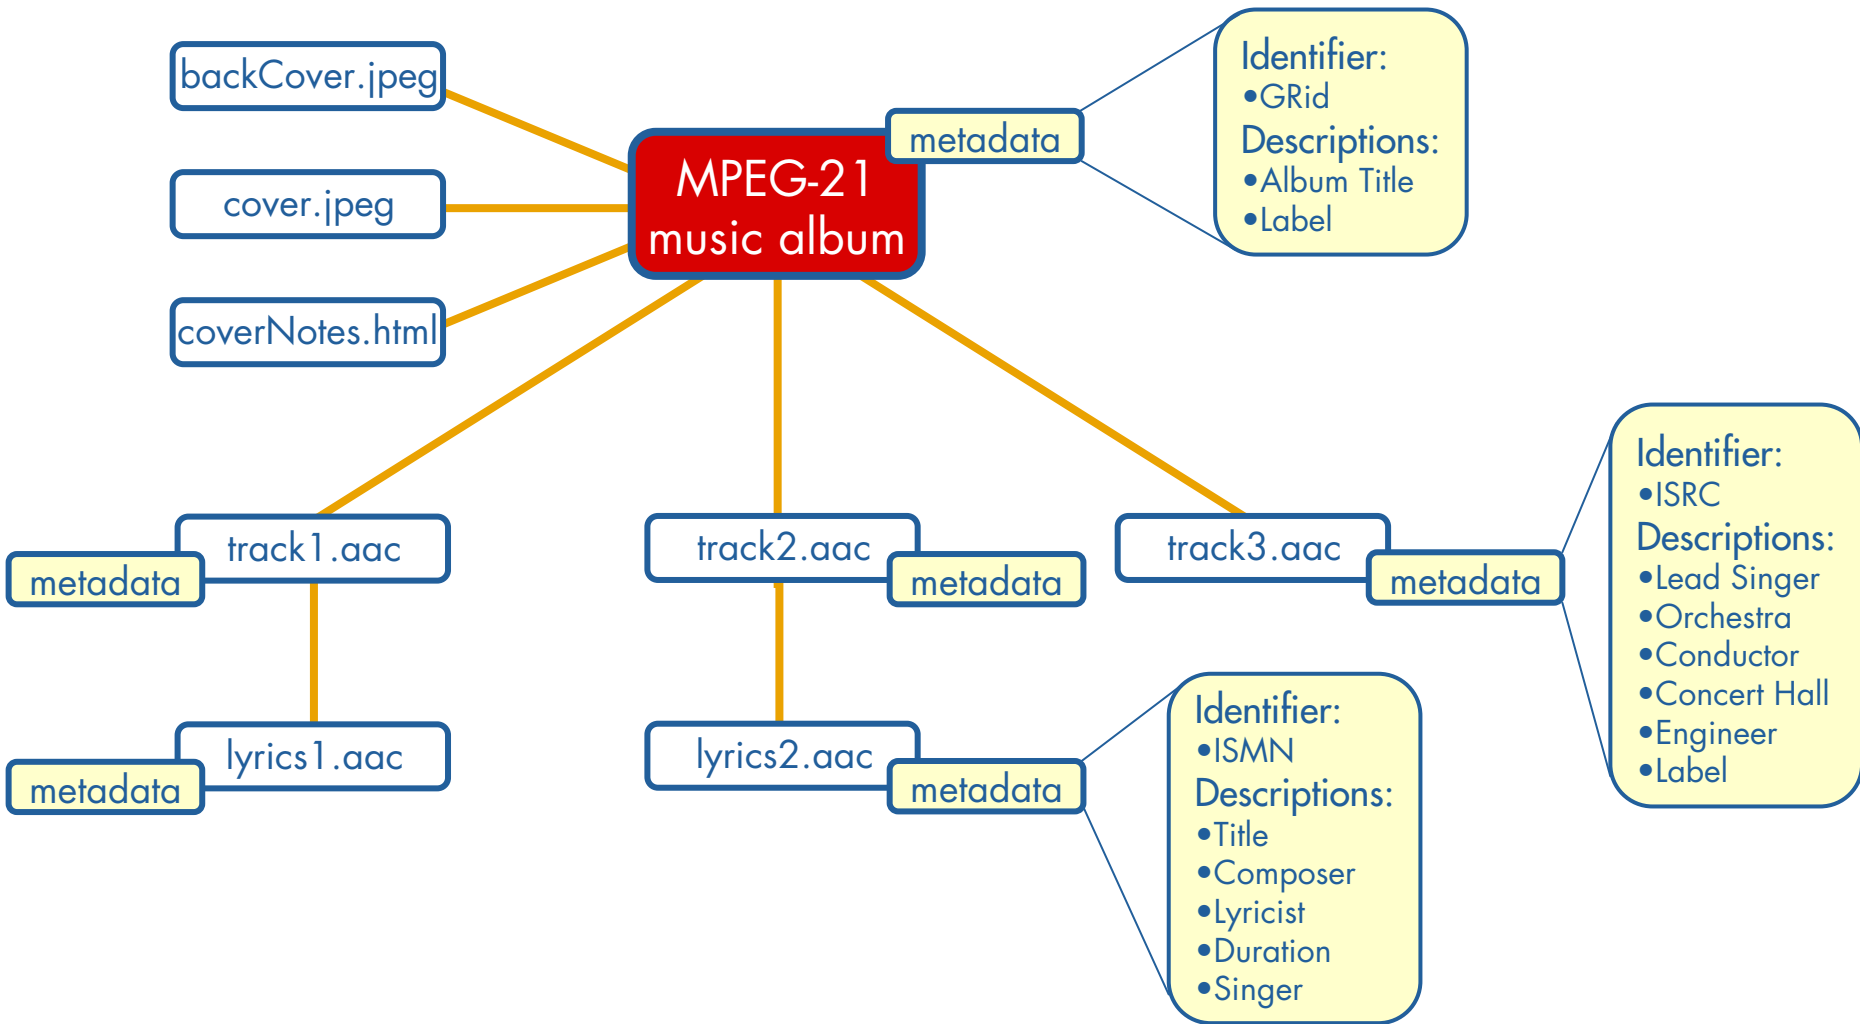 backCover.jpeg
cover.jpeg
coverNotes.html
MPEG-21
music album
metadata
Identifier:
•GRid
Descriptions:
•Album Title
•Label
track1.aac
metadata
track2.aac
metadata
track3.aac
metadata
Identifier:
•ISRC
Descriptions:
•Lead Singer
•Orchestra
•Conductor
•Concert Hall
•Engineer
•Label
lyrics1.aac
metadata
lyrics2.aac
metadata
Identifier:
•ISMN
Descriptions:
•Title
•Composer
•Lyricist
•Duration
•Singer